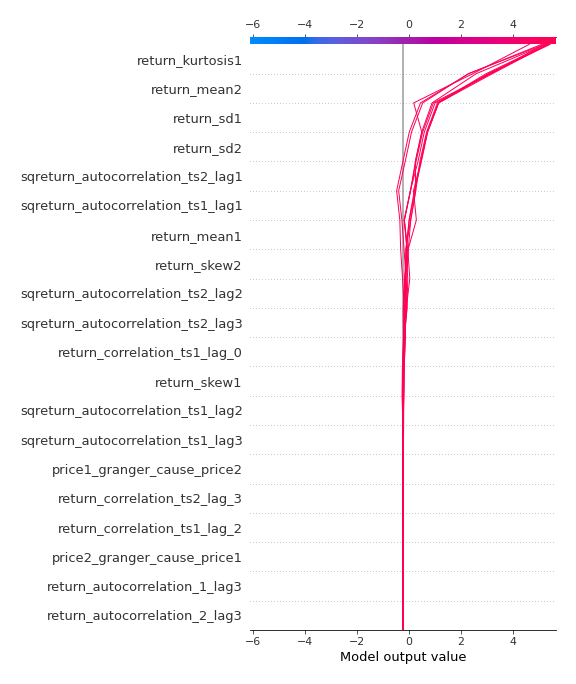 −6 −4 −2 0 2 4
return_kurtosis1
return_mean2
return_sd1
return_sd2
sqreturn_autocorrelation_ts2_lag1
sqreturn_autocorrelation_ts1_lag1
return_mean1
return_skew2
sqreturn_autocorrelation_ts2_lag2
sqreturn_autocorrelation_ts2_lag3
return_correlation_ts1_lag_0
return_skew1
sqreturn_autocorrelation_ts1_lag2
sqreturn_autocorrelation_ts1_lag3
price1_granger_cause_price2
return_correlation_ts2_lag_3
return_correlation_ts1_lag_2
price2_granger_cause_price1
return_autocorrelation_1_lag3
return_autocorrelation_2_lag3
−6 −4 −2 0 2 4
Model output value